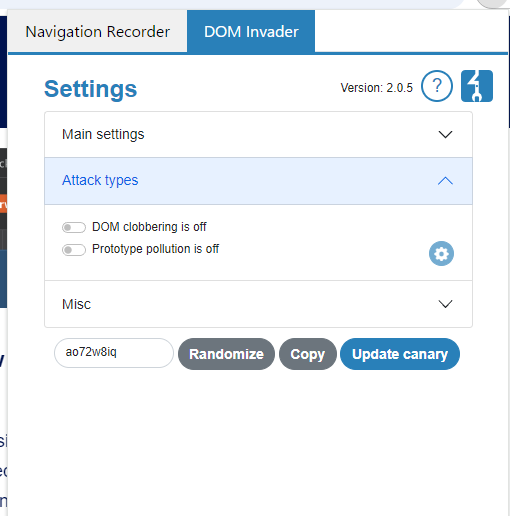 Navigation Recorder
DOM Invader
Settings
Version: 2.0.5
?
Main settings
Attack types
DOM clobbering is off
Prototype pollution is off
Misc
ao72w8iq
Randomize
Copy
Update canary